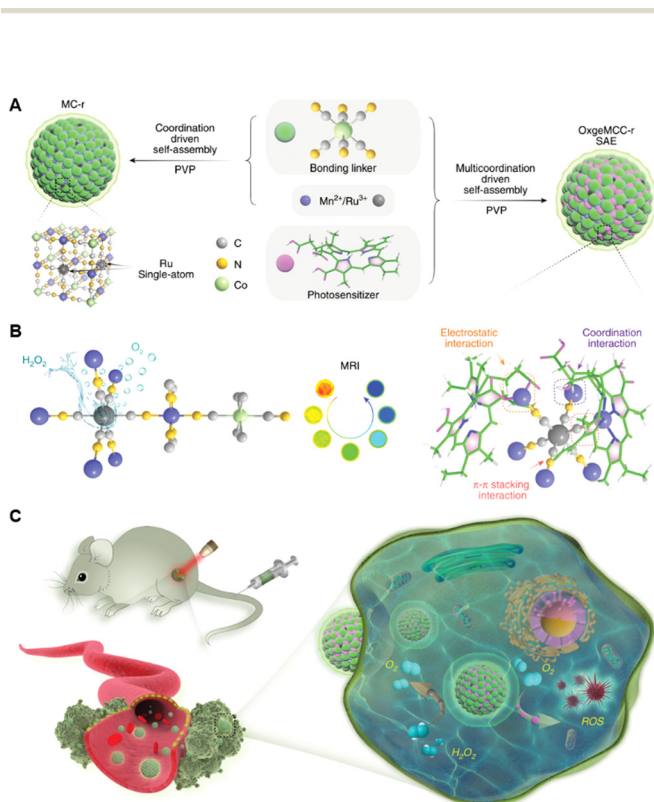 A
MC-r
Coordination
driven
self-assembly
PVP
Bonding linker
Mn²⁺/Ru³⁺
Photosensitizer
Multicoordination
driven
self-assembly
PVP
OxgeMCC-r
SAE
Ru
Single-atom
C
N
Co
B
H₂O₂
O₂
MRI
Electrostatic
interaction
Coordination
interaction
π-π stacking
interaction
C
O₂
H₂O₂
O₂
ROS